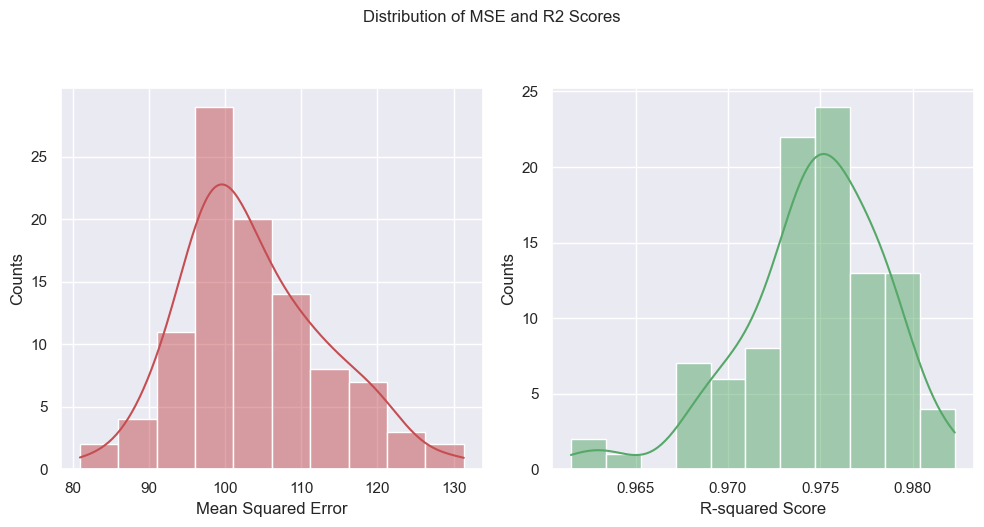 Distribution of MSE and R2 Scores
Counts
25
20
15
10
5
0
80 90 100 110 120 130
Mean Squared Error
Counts
25
20
15
10
5
0
0.965 0.970 0.975 0.980
R-squared Score